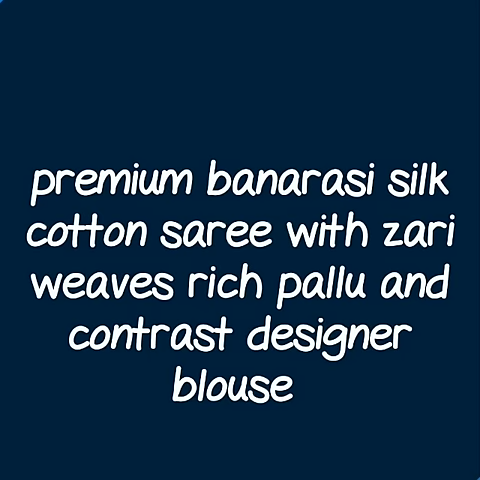 premium banarasi silk
cotton saree with zari
weaves rich pallu and
contrast designer
blouse